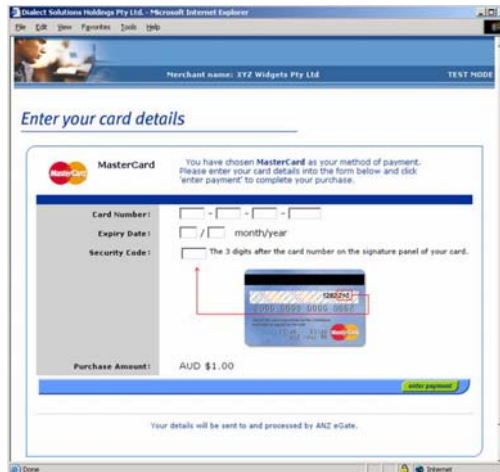 Dialect Solutions Holdings Pty Ltd. - Microsoft Internet Explorer
File Edit View Favorites Tools Help
Merchant name: XYZ Widgets Pty Ltd TEST MODE
Enter your card details
MasterCard MasterCard
You have chosen MasterCard as your method of payment.
Please enter your card details into the form below and click
'enter payment' to complete your purchase.
Card Number: - - -
Expiry Date: / month/year
Security Code: The 3 digits after the card number on the signature panel of your card.
MasterCard
Purchase Amount: AUD $1.00
enter payment
Your details will be sent to and processed by ANZ eGate.
Done Internet